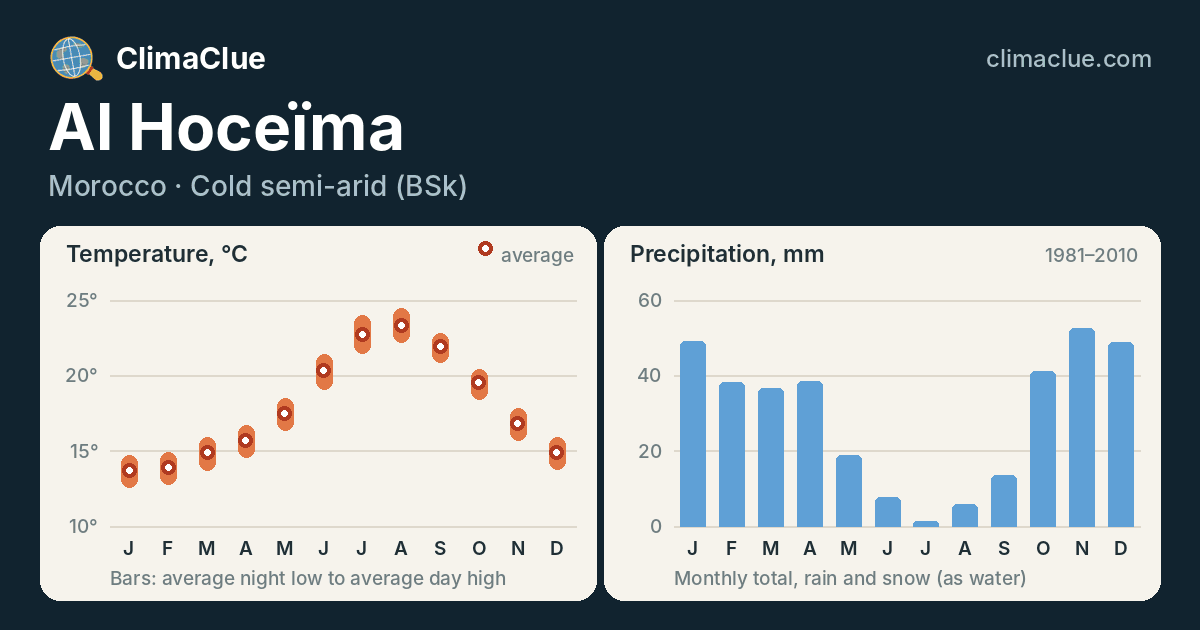 ClimaClue
climaclue.com
Al Hoceïma
Morocco · Cold semi-arid (BSk)
Temperature, °C
average
25°
20°
15°
10°
J F M A M J J A S O N D
Bars: average night low to average day high
Precipitation, mm
1981–2010
60
40
20
0
J F M A M J J A S O N D
Monthly total, rain and snow (as water)